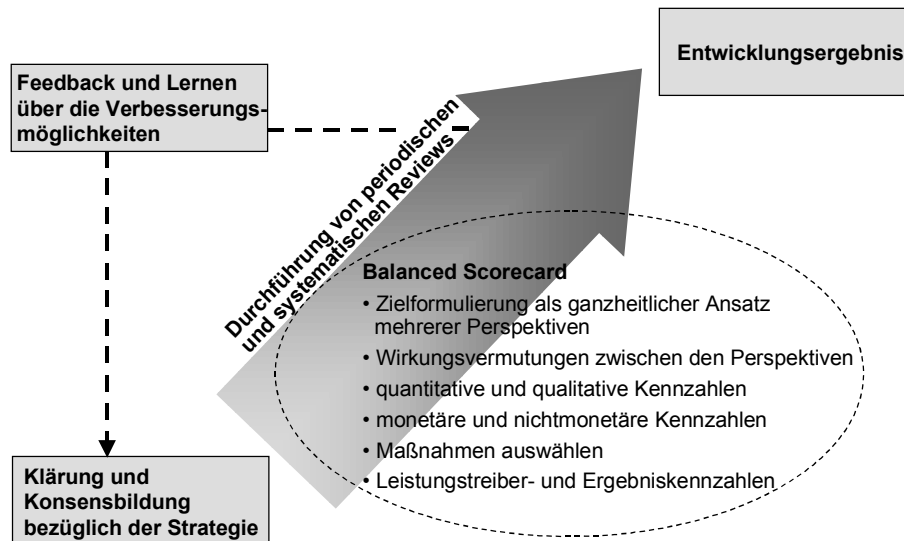 Entwicklungsergebnis
Feedback und Lernen
über die Verbesserungs-
möglichkeiten
Durchführung von periodischen
und systematischen Reviews
Balanced Scorecard
• Zielformulierung als ganzheitlicher Ansatz
mehrerer Perspektiven
• Wirkungsvermutungen zwischen den Perspektiven
• quantitative und qualitative Kennzahlen
• monetäre und nichtmonetäre Kennzahlen
• Maßnahmen auswählen
• Leistungstreiber- und Ergebniskennzahlen
Klärung und
Konsensbildung
bezüglich der Strategie